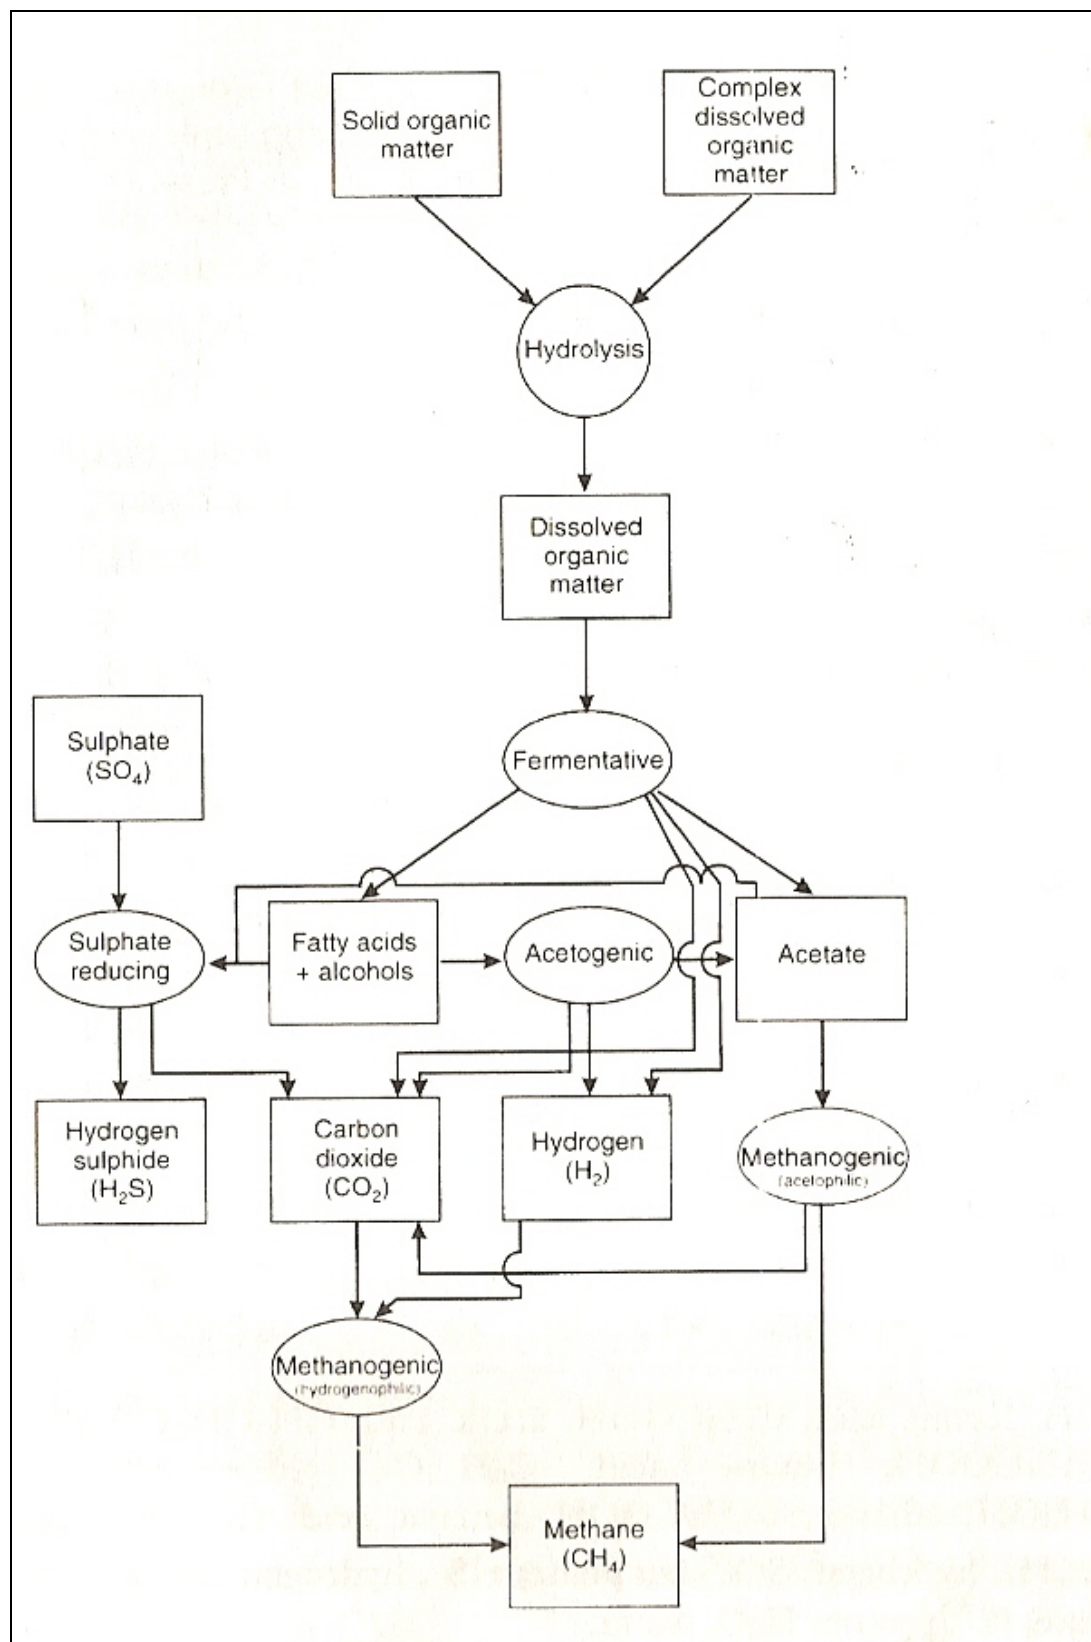 Solid organic
matter
Complex
dissolved
organic
matter
Hydrolysis
Dissolved
organic
matter
Sulphate
(SO₄)
Fermentative
Sulphate
reducing
Fatty acids
+ alcohols
Acetogenic
Acetate
Hydrogen
sulphide
(H₂S)
Carbon
dioxide
(CO₂)
Hydrogen
(H₂)
Methanogenic
(acetophilic)
Methanogenic
(hydrogenophilic)
Methane
(CH₄)